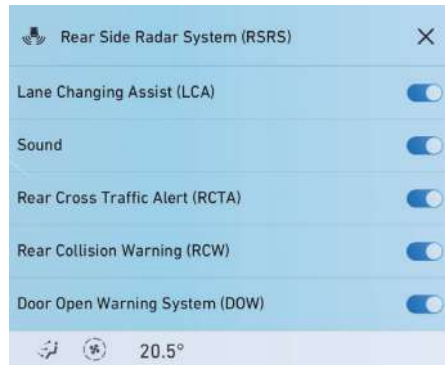 Rear Side Radar System (RSRS)
Lane Changing Assist (LCA)
Sound
Rear Cross Traffic Alert (RCTA)
Rear Collision Warning (RCW)
Door Open Warning System (DOW)
20.5°